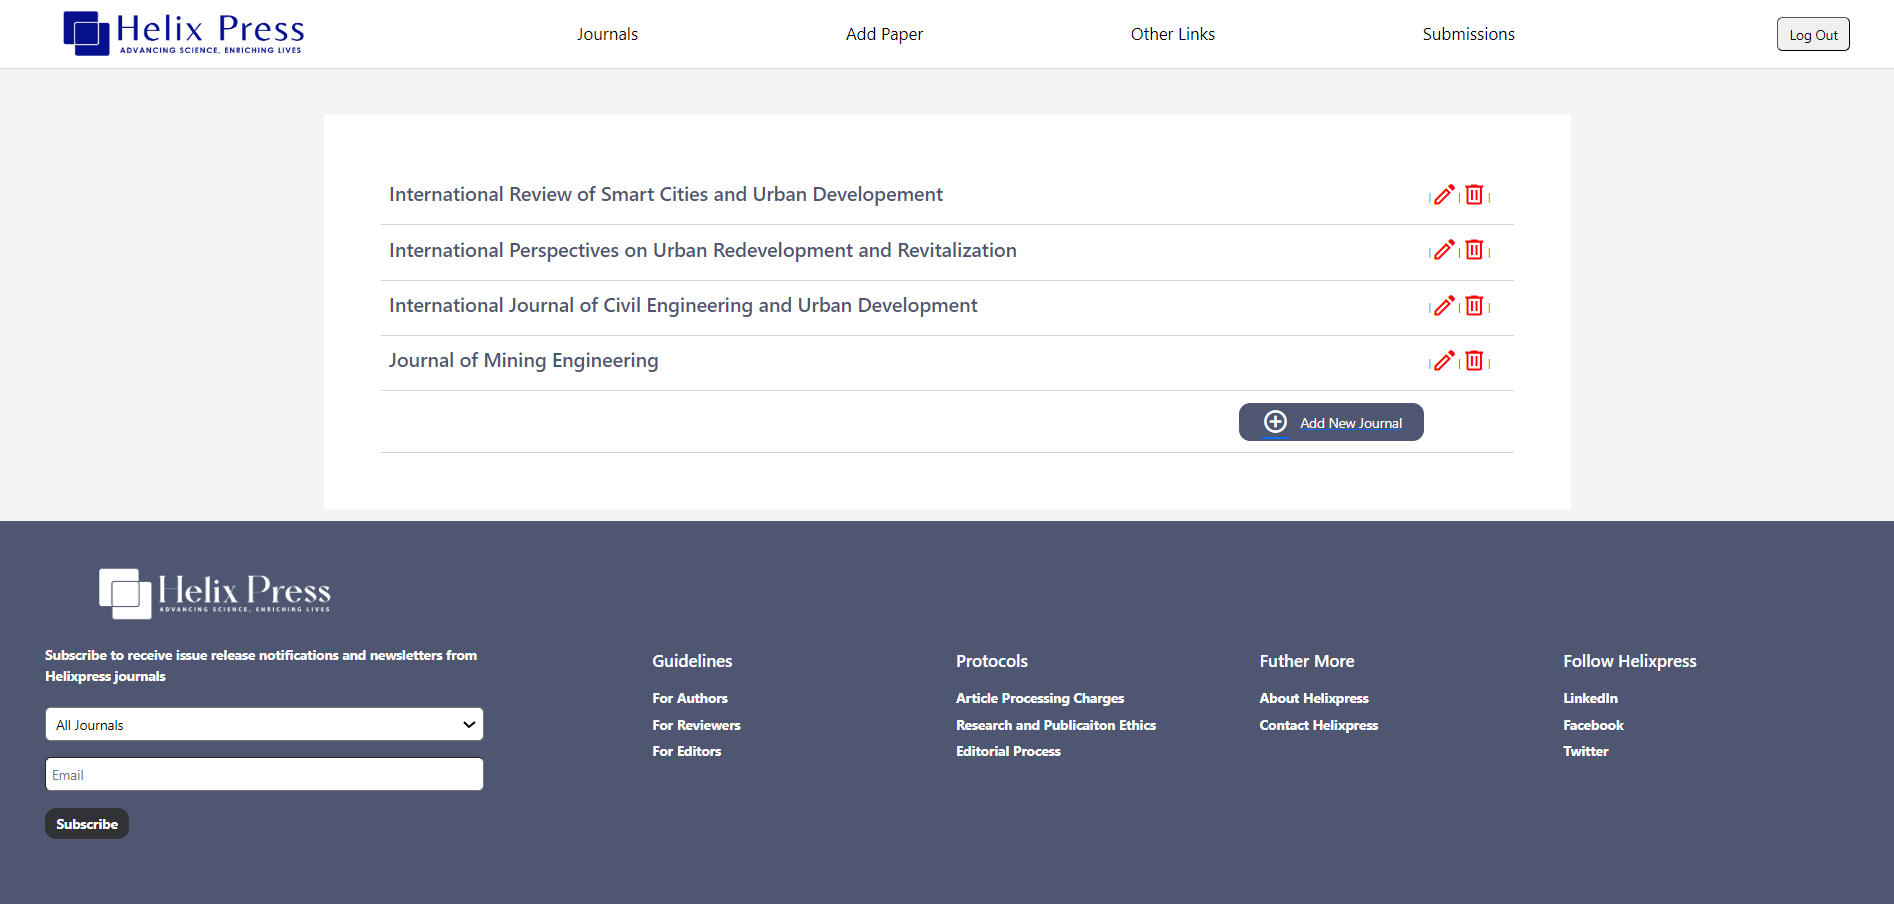 Helix Press
ADVANCING SCIENCE, ENRICHING LIVES
Journals
Add Paper
Other Links
Submissions
Log Out
International Review of Smart Cities and Urban Developement
International Perspectives on Urban Redevelopment and Revitalization
International Journal of Civil Engineering and Urban Development
Journal of Mining Engineering
Add New Journal
Helix Press
ADVANCING SCIENCE, ENRICHING LIVES
Subscribe to receive issue release notifications and newsletters from
Helixpress journals
All Journals
Email
Subscribe
Guidelines
For Authors
For Reviewers
For Editors
Protocols
Article Processing Charges
Research and Publicaiton Ethics
Editorial Process
Futher More
About Helixpress
Contact Helixpress
Follow Helixpress
LinkedIn
Facebook
Twitter